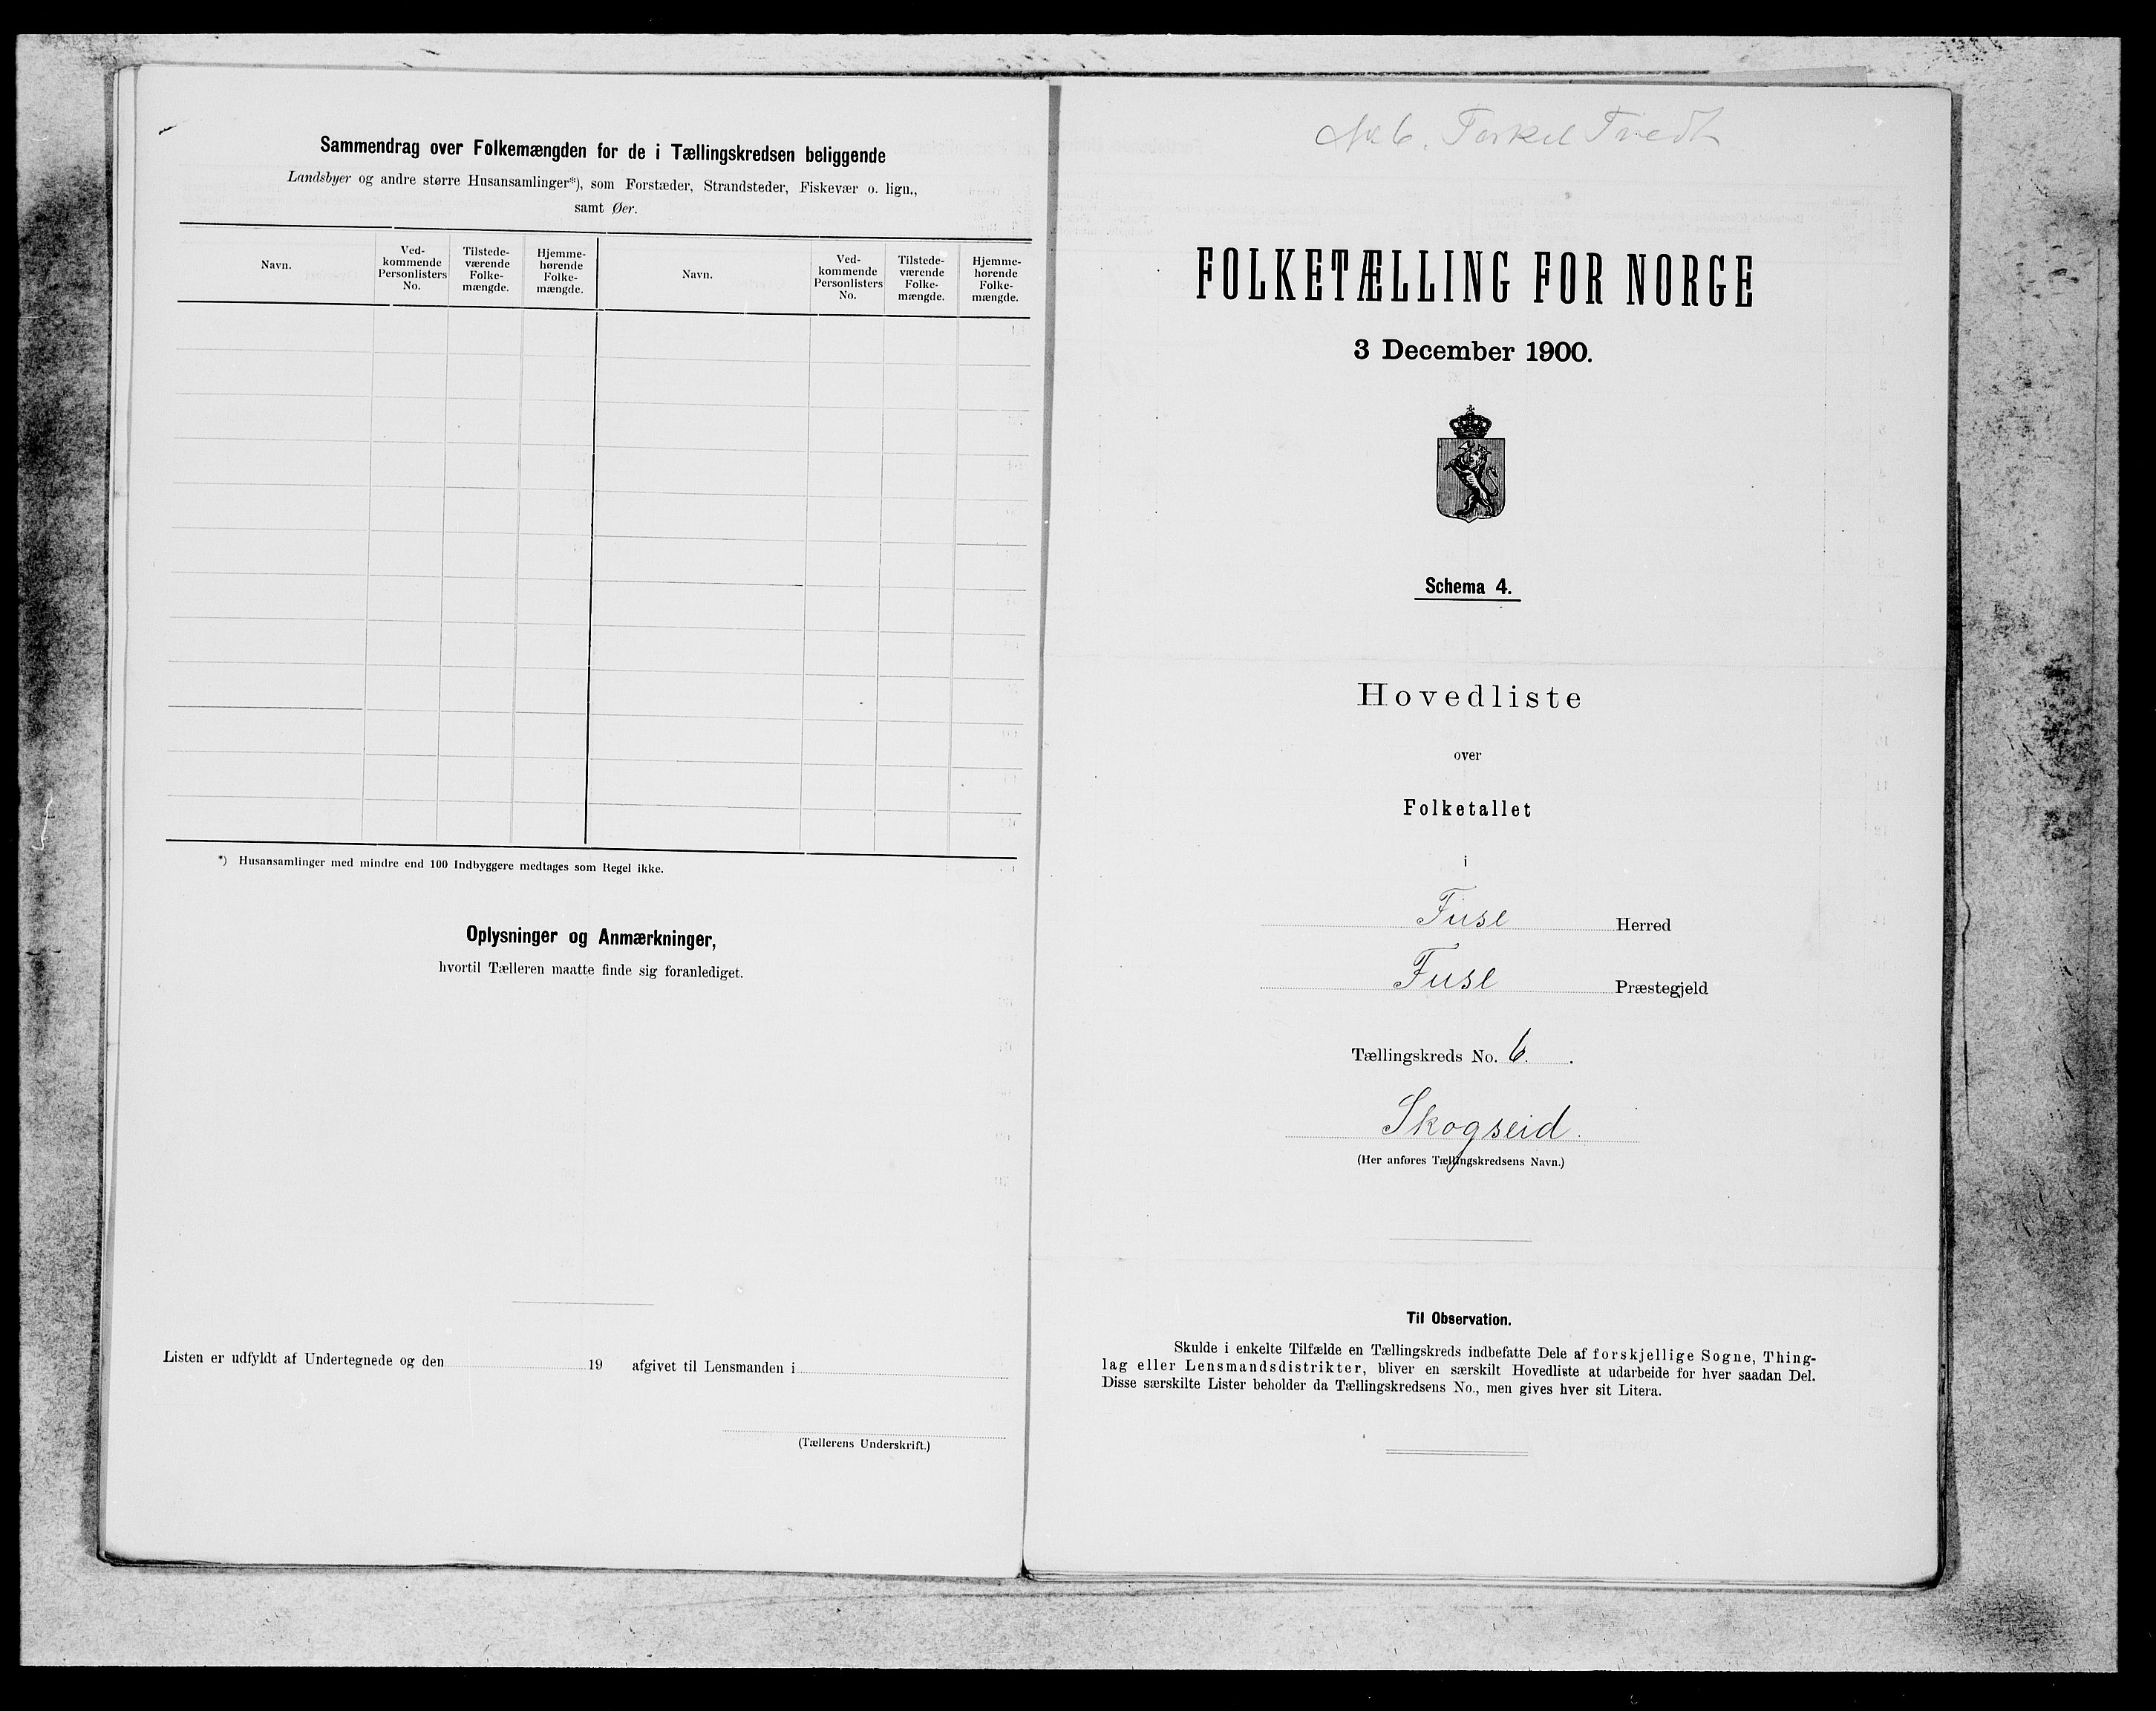 Sammendrag over Folkemængden for de i Tællingskredsen beliggende
Landsbyer og andre større Husansamlinger*), som Forstæder, Strandsteder, Fiskevær o. lign.,
samt Øer.
Navn.
Ved-
kommende
Personlisters
No.
Tilstede-
værende
Folke-
mængde.
Hjemme-
hørende
Folke-
mængde.
Navn.
Ved-
kommende
Personlisters
No.
Tilstede-
værende
Folke-
mængde.
Hjemme-
hørende
Folke-
mængde.
*) Husansamlinger med mindre end 100 Indbyggere medtages som Regel ikke.
Oplysninger og Anmærkninger,
hvortil Tælleren maatte finde sig foranlediget.
Listen er udfyldt af Undertegnede og den 19 afgivet til Lensmanden i
(Tællerens Underskrift.)
No 6. Torkel Tvedt
FOLKETÆLLING FOR NORGE
3 December 1900.
Schema 4.
Hovedliste
over
Folketallet
i
Fuse Herred
Fuse Præstegjeld
Tællingskreds No. 6.
Skogseid.
(Her anføres Tællingskredsens Navn.)
Til Observation.
Skulde i enkelte Tilfælde en Tællingskreds indbefatte Dele af forskjellige Sogne, Thing-
lag eller Lensmandsdistrikter, bliver en særskilt Hovedliste at udarbeide for hver saadan Del.
Disse særskilte Lister beholder da Tællingskredsens No., men gives hver sit Litera.